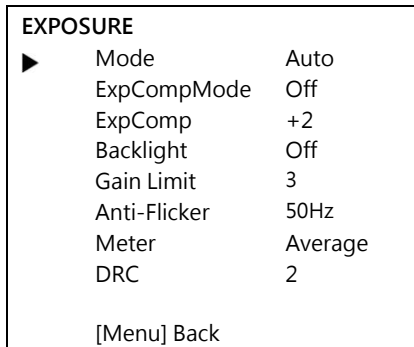 EXPOSURE
▶ Mode Auto
ExpCompMode Off
ExpComp +2
Backlight Off
Gain Limit 3
Anti-Flicker 50Hz
Meter Average
DRC 2
[Menu] Back